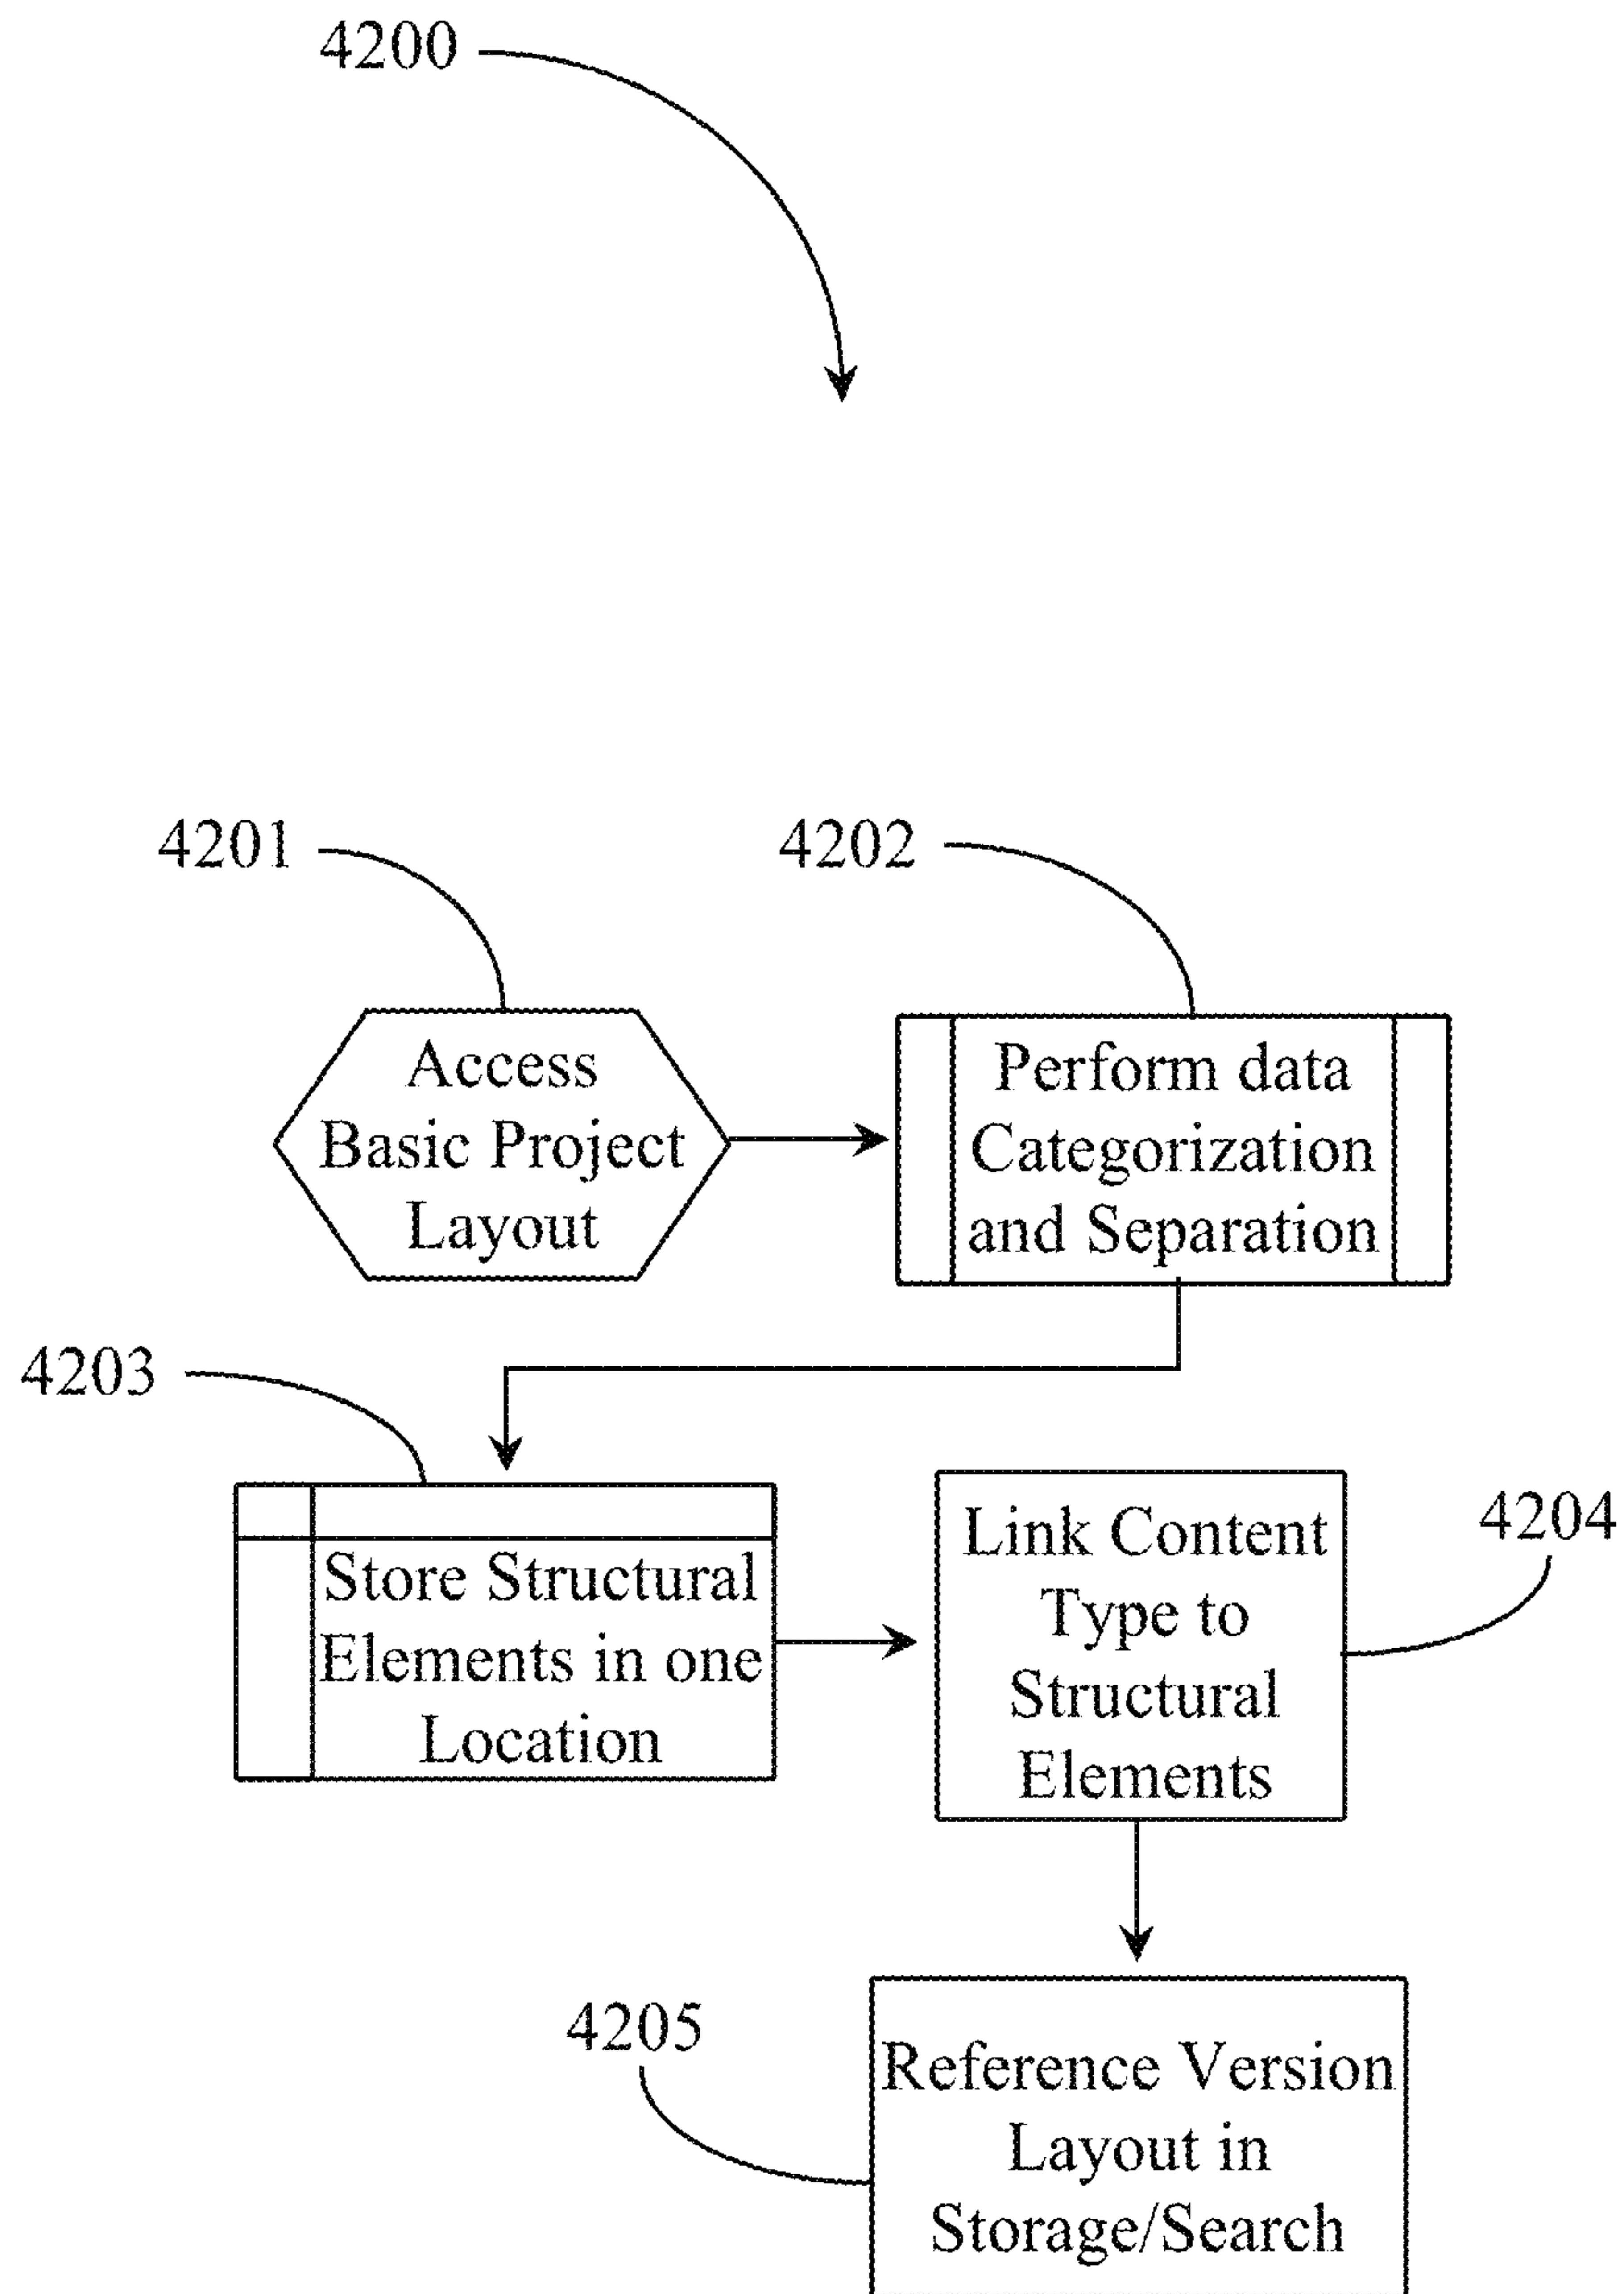 4200
4201
4202
Access
Basic Project
Layout
Perform data
Categorization
and Separation
4203
Store Structural
Elements in one
Location
Link Content
Type to
Structural
Elements
4204
4205
Reference Version
Layout in
Storage/Search